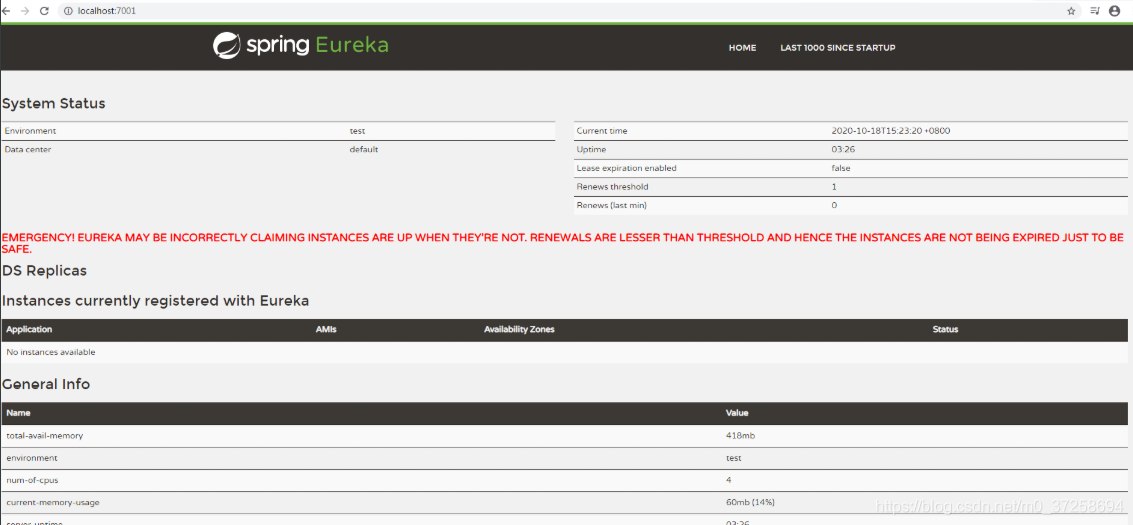 localhost:7001
spring Eureka HOME LAST 1000 SINCE STARTUP
System Status
Environment test
Data center default
Current time 2020-10-18T15:23:20 +0800
Uptime 03:26
Lease expiration enabled false
Renews threshold 1
Renews (last min) 0
EMERGENCY! EUREKA MAY BE INCORRECTLY CLAIMING INSTANCES ARE UP WHEN THEY'RE NOT. RENEWALS ARE LESSER THAN THRESHOLD AND HENCE THE INSTANCES ARE NOT BEING EXPIRED JUST TO BE
SAFE.
DS Replicas
Instances currently registered with Eureka
Application AMIs Availability Zones Status
No instances available
General Info
Name Value
total-avail-memory 418mb
environment test
num-of-cpus 4
current-memory-usage 60mb (14%)
server-uptime 03:26
https://blog.csdn.net/m0_37258694